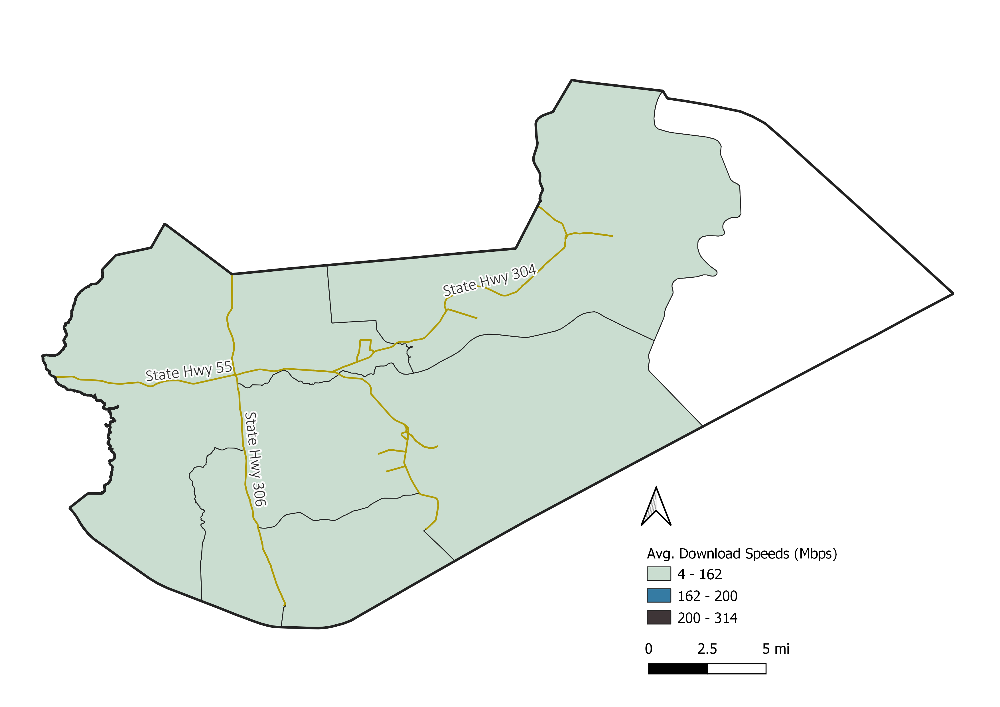 State Hwy 304
State Hwy 55
State Hwy 306
Avg. Download Speeds (Mbps)
4 - 162
162 - 200
200 - 314
0 2.5 5 mi